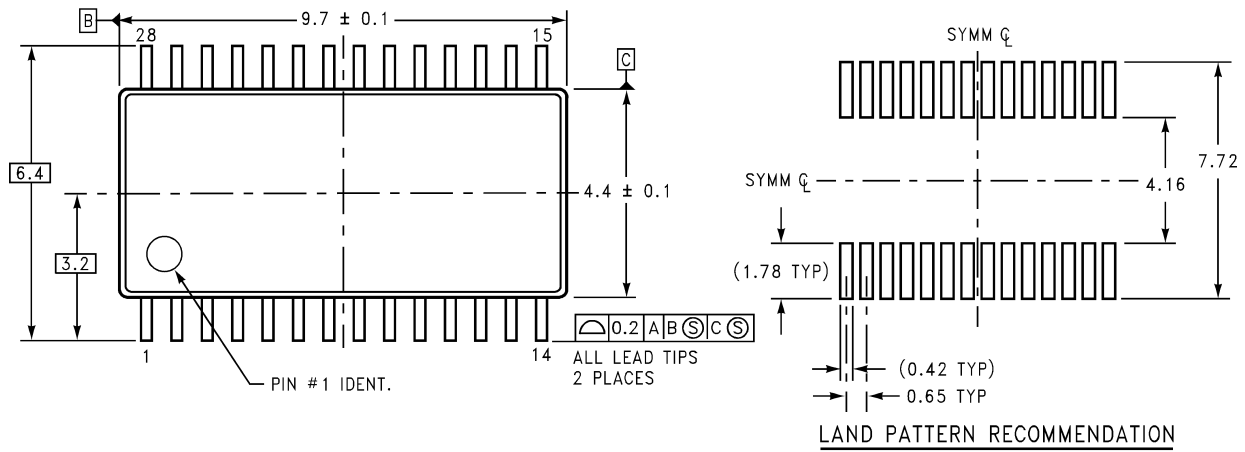 B
9.7 ± 0.1
28
15
C
6.4
4.4 ± 0.1
3.2
1
14
⌓ 0.2 A B Ⓢ C Ⓢ
ALL LEAD TIPS
2 PLACES
PIN #1 IDENT.
SYMM ℄
7.72
SYMM ℄
4.16
(1.78 TYP)
(0.42 TYP)
0.65 TYP
LAND PATTERN RECOMMENDATION